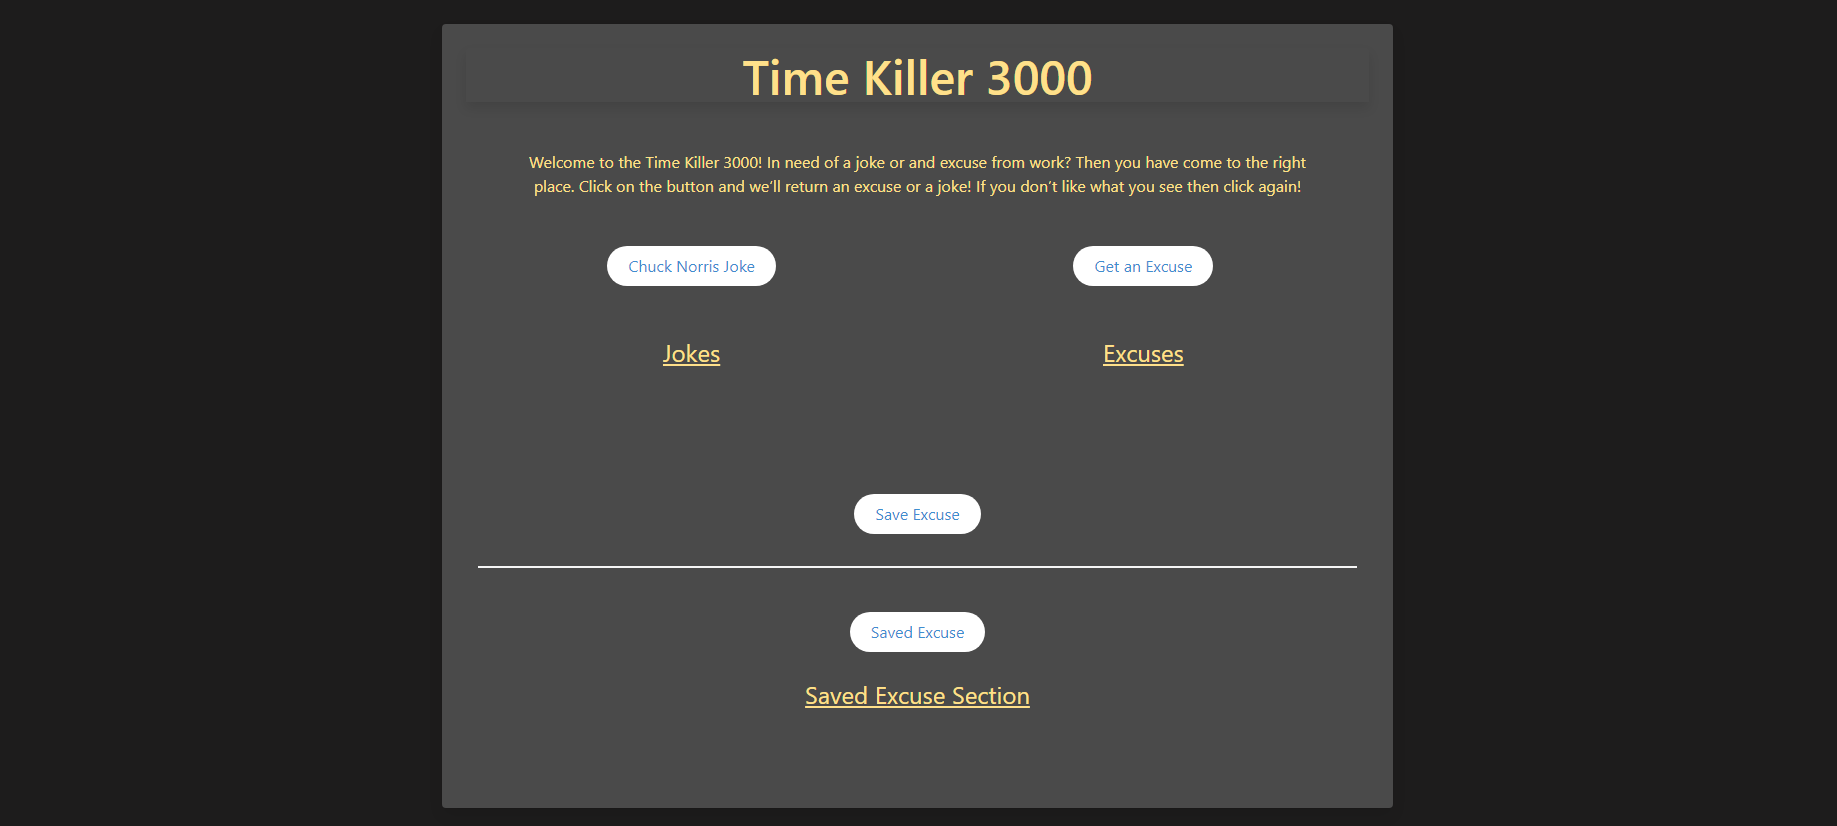 Time Killer 3000
Welcome to the Time Killer 3000! In need of a joke or and excuse from work? Then you have come to the right
place. Click on the button and we'll return an excuse or a joke! If you don't like what you see then click again!
Chuck Norris Joke
Get an Excuse
Jokes
Excuses
Save Excuse
Saved Excuse
Saved Excuse Section